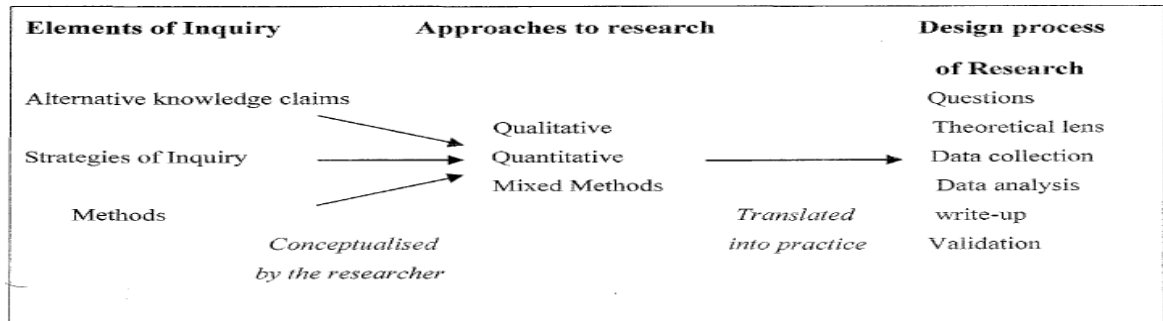 Elements of Inquiry
Approaches to research
Design process
of Research
Alternative knowledge claims
Strategies of Inquiry
Methods
Conceptualised
by the researcher
Qualitative
Quantitative
Mixed Methods
Translated
into practice
Questions
Theoretical lens
Data collection
Data analysis
write-up
Validation